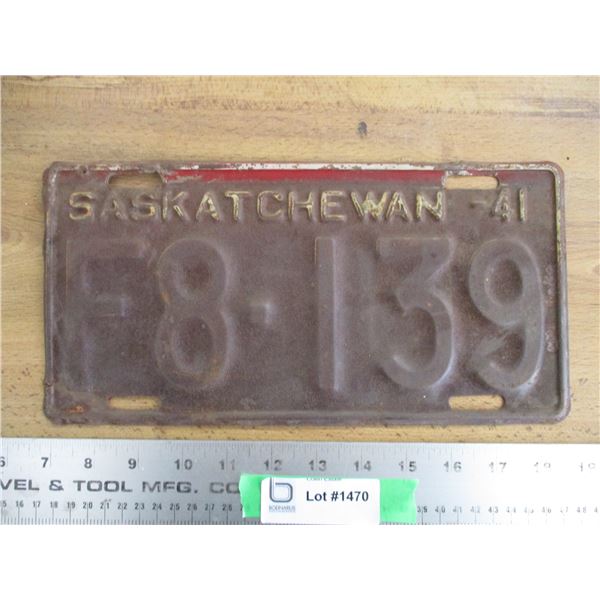 SASKATCHEWAN -41
F8-139
6 7 8 9 10 11 12 13 14 15 16 17 18 19
VEL & TOOL MFG. CO
Lot #1470
BODNARUS